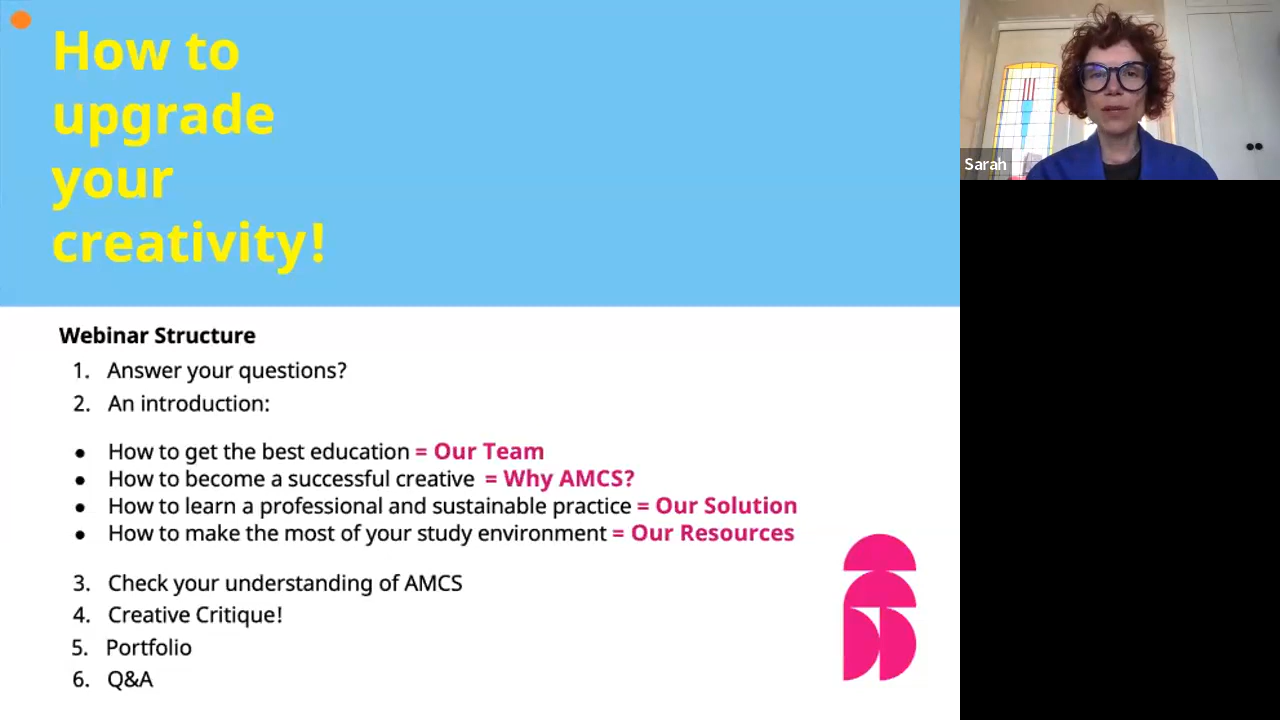 How to
upgrade
your
creativity!
Sarah
Webinar Structure
1. Answer your questions?
2. An introduction:
● How to get the best education = Our Team
● How to become a successful creative = Why AMCS?
● How to learn a professional and sustainable practice = Our Solution
● How to make the most of your study environment = Our Resources
3. Check your understanding of AMCS
4. Creative Critique!
5. Portfolio
6. Q&A